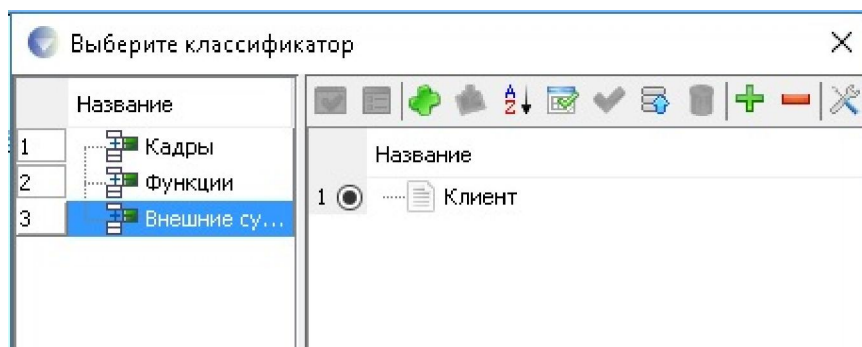 Выберите классификатор
Название
1 Кадры
2 Функции
3 Внешние су...
Название
1 Клиент